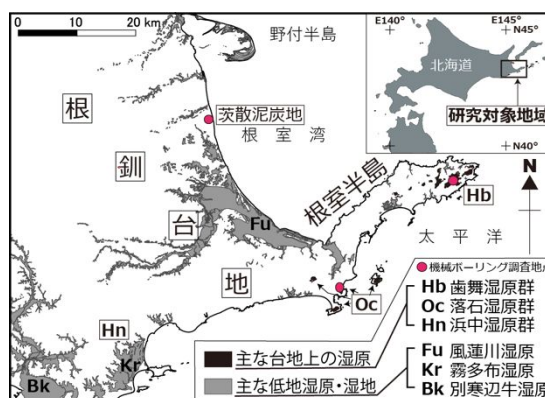 0 10 20 km
野付半島
E140° E145°
N45°
北海道
研究対象地域
N40°
根
釧
台
地
茨散泥炭地
根室湾
根室半島
Hb
N
Fu
太平洋
機械ボーリング調査地点
Oc
Hn
Kr
Bk
Hb 歯舞湿原群
Oc 落石湿原群
Hn 浜中湿原群
主な台地上の湿原
Fu 風蓮川湿原
Kr 霧多布湿原
Bk 別寒辺牛湿原
主な低地湿原・湿地